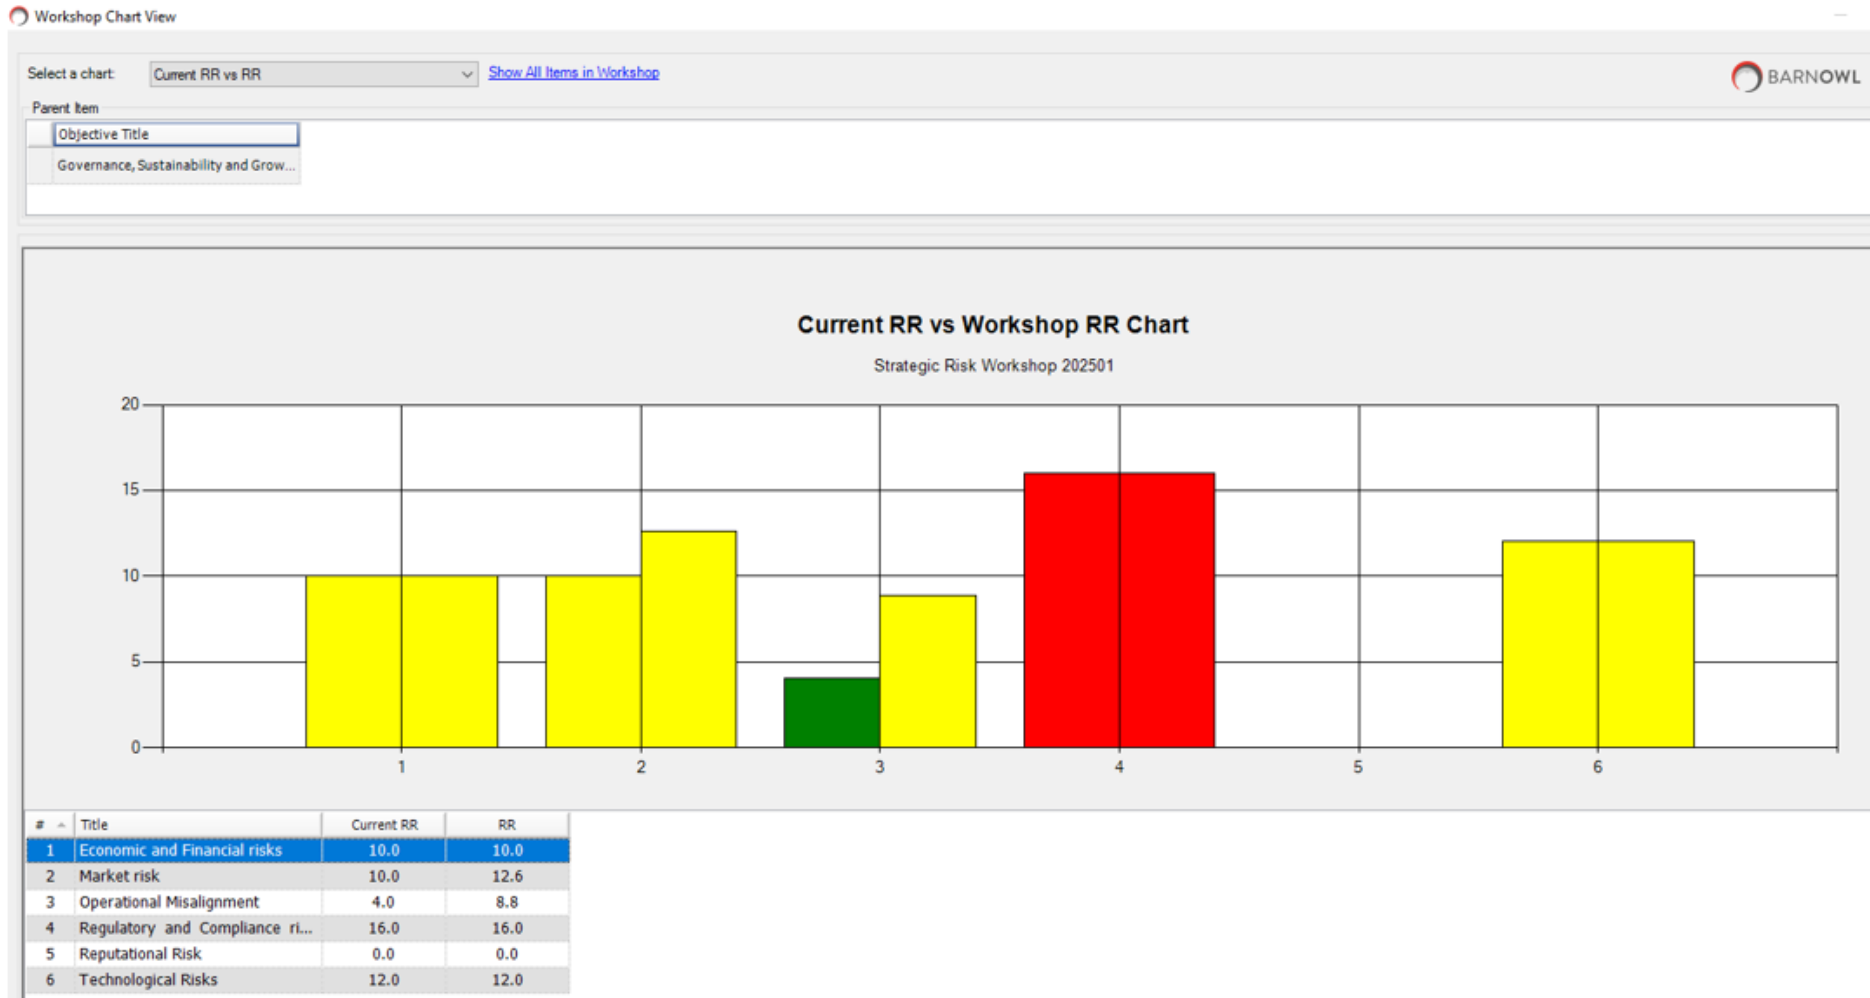 Workshop Chart View
Select a chart: Current RR vs RR Show All Items in Workshop
BARNOWL
Parent Item
Objective Title
Governance, Sustainability and Grow...
Current RR vs Workshop RR Chart
Strategic Risk Workshop 202501
20
15
10
5
0
1 2 3 4 5 6
# Title Current RR RR
1 Economic and Financial risks 10.0 10.0
2 Market risk 10.0 12.6
3 Operational Misalignment 4.0 8.8
4 Regulatory and Compliance ri... 16.0 16.0
5 Reputational Risk 0.0 0.0
6 Technological Risks 12.0 12.0